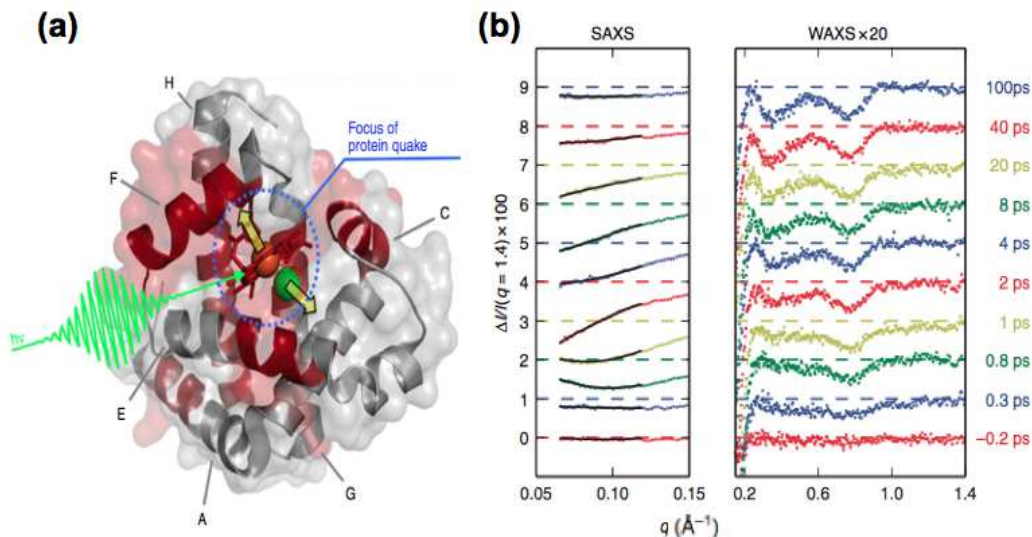 (a)
H
Focus of
protein quake
F
C
hν
E
A
G
(b)
SAXS
WAXS × 20
ΔI/I(q = 1.4) × 100
9
8
7
6
5
4
3
2
1
0
0.05
0.10
0.15
0.2
0.6
1.0
1.4
q (Å⁻¹)
100ps
40 ps
20 ps
8 ps
4 ps
2 ps
1 ps
0.8 ps
0.3 ps
−0.2 ps